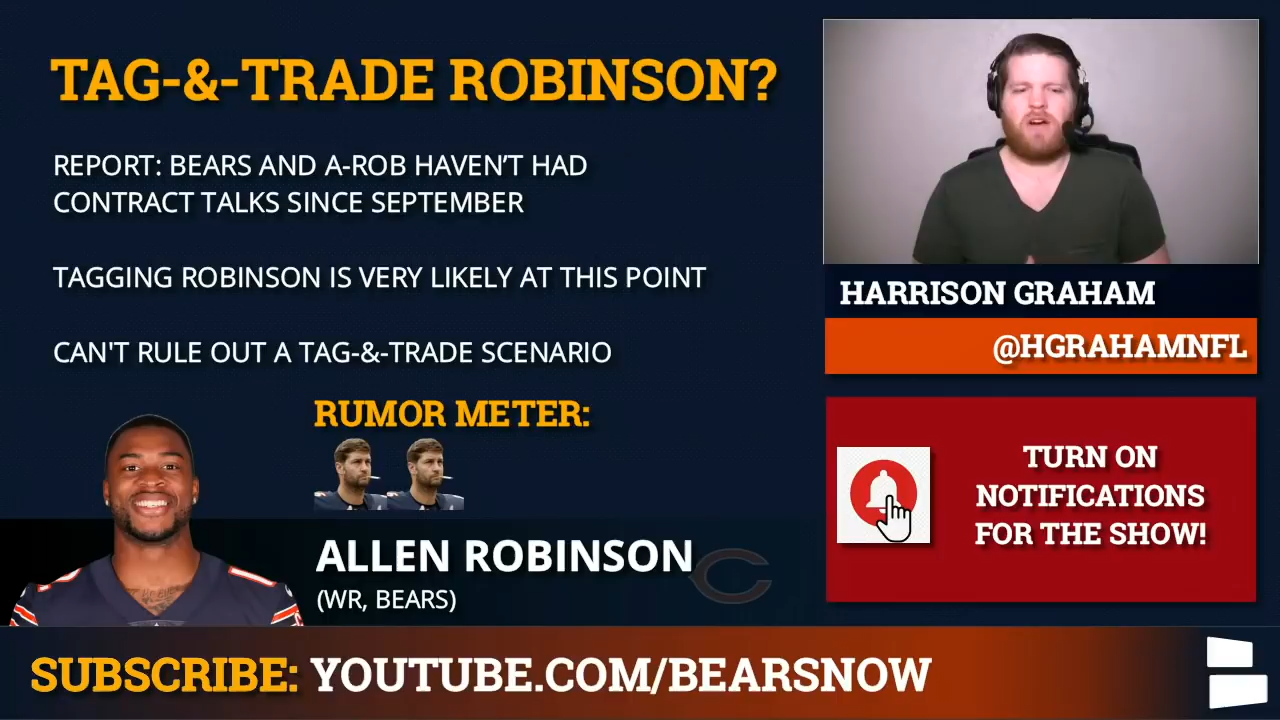 TAG-&-TRADE ROBINSON?
REPORT: BEARS AND A-ROB HAVEN'T HAD
CONTRACT TALKS SINCE SEPTEMBER
TAGGING ROBINSON IS VERY LIKELY AT THIS POINT
CAN'T RULE OUT A TAG-&-TRADE SCENARIO
RUMOR METER:
ALLEN ROBINSON
(WR, BEARS)
HARRISON GRAHAM
@HGRAHAMNFL
TURN ON
NOTIFICATIONS
FOR THE SHOW!
SUBSCRIBE: YOUTUBE.COM/BEARSNOW